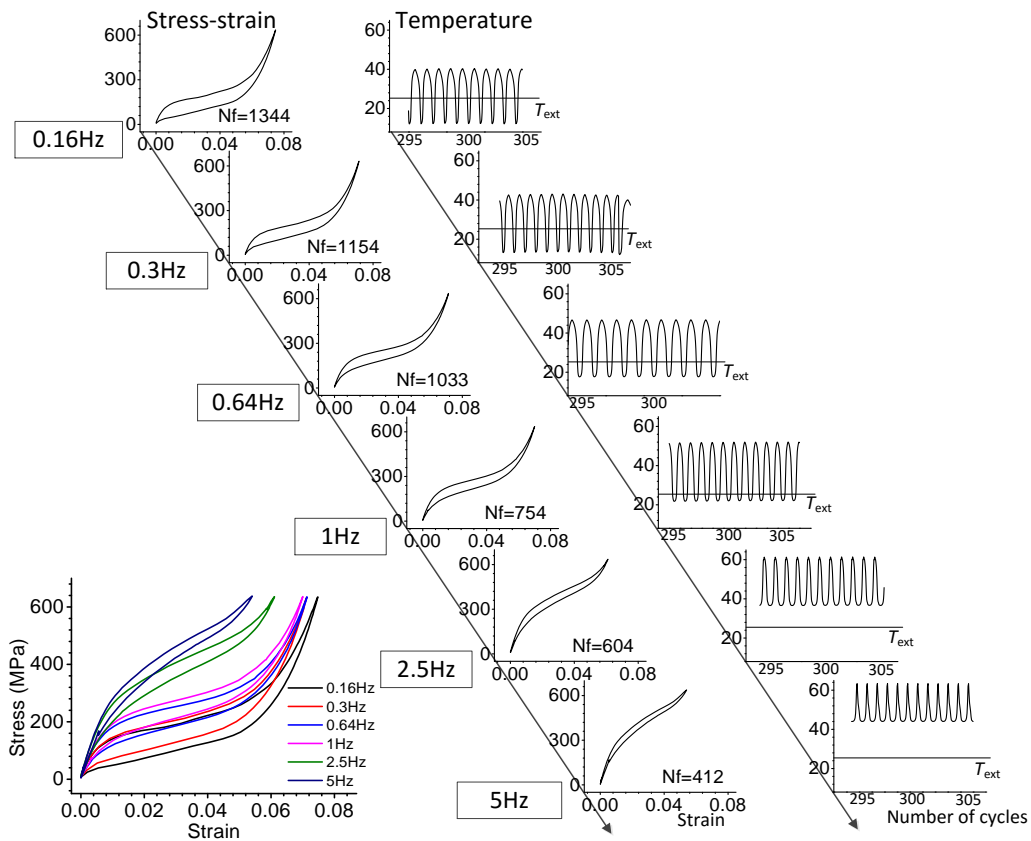 Stress-strain
Temperature
600
300
0
0.00 0.04 0.08
Nf=1344
60
40
20
295 300 305
Text
0.16Hz
600
300
0
0.00 0.04 0.08
Nf=1154
60
40
20
295 300 305
Text
0.3Hz
600
300
0
0.00 0.04 0.08
Nf=1033
60
40
20
295 300
Text
0.64Hz
600
300
0
0.00 0.04 0.08
Nf=754
60
40
20
295 300 305
Text
1Hz
600
300
0
0.00 0.04 0.08
Nf=604
60
40
20
295 300 305
Text
2.5Hz
600
300
0
0.00 0.04 0.08
Strain
Nf=412
60
40
20
295 300 305
Text
Number of cycles
5Hz
Stress (MPa)
600
400
200
0
0.00 0.02 0.04 0.06 0.08
Strain
0.16Hz
0.3Hz
0.64Hz
1Hz
2.5Hz
5Hz